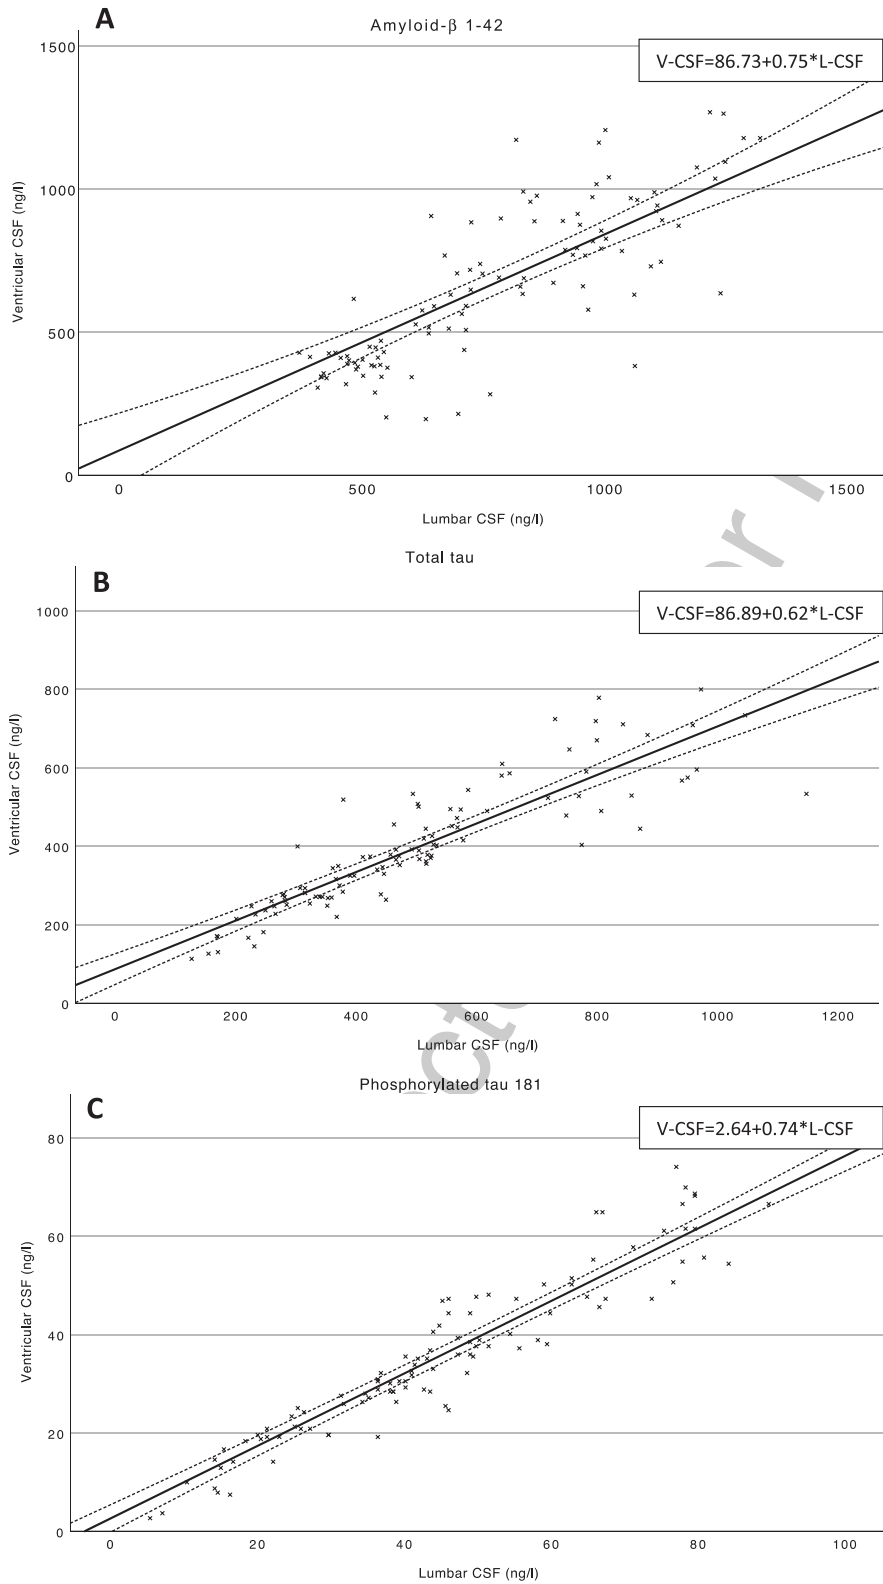 A
Amyloid-β 1-42
V-CSF=86.73+0.75*L-CSF
1500
1000
500
0
Ventricular CSF (ng/l)
0 500 1000 1500
Lumbar CSF (ng/l)
B
Total tau
V-CSF=86.89+0.62*L-CSF
1000
800
600
400
200
0
Ventricular CSF (ng/l)
0 200 400 600 800 1000 1200
Lumbar CSF (ng/l)
C
Phosphorylated tau 181
V-CSF=2.64+0.74*L-CSF
80
60
40
20
0
Ventricular CSF (ng/l)
0 20 40 60 80 100
Lumbar CSF (ng/l)